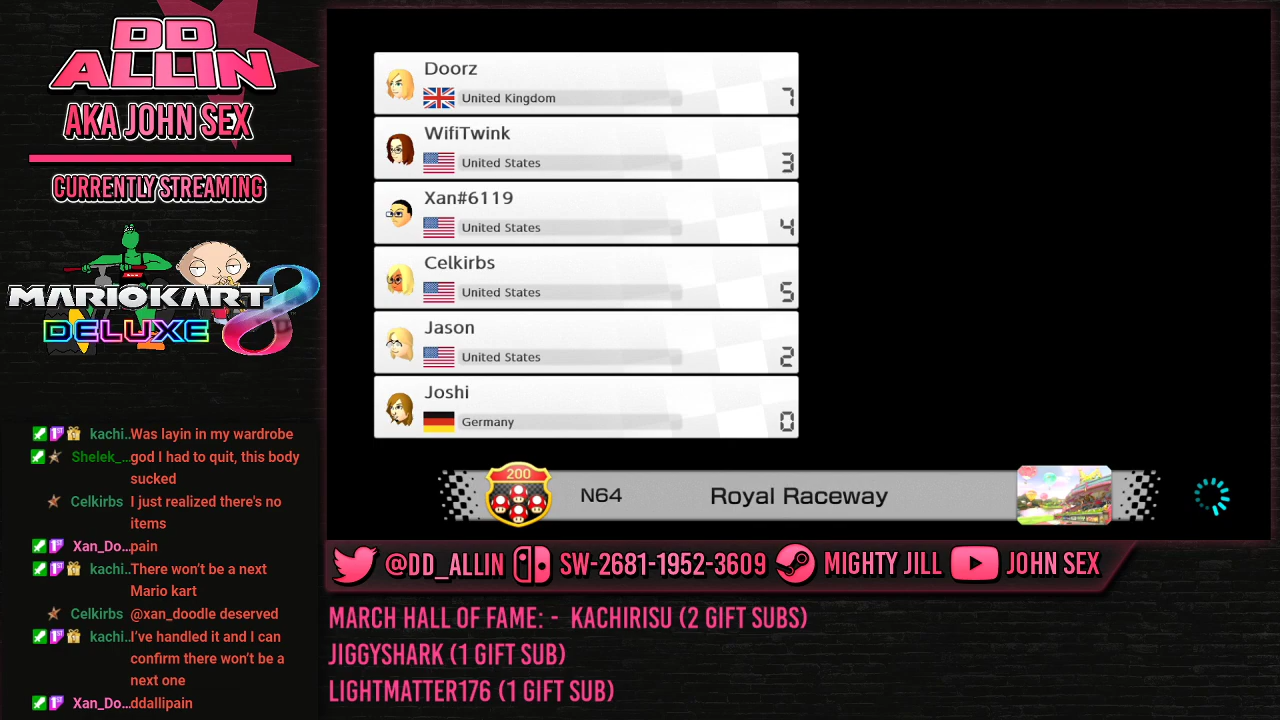 DD
ALLIN
AKA JOHN SEX
CURRENTLY STREAMING
MARIOKART 8
DELUXE
kachi..Was layin in my wardrobe
Shelek_...god I had to quit, this body
sucked
Celkirbs I just realized there's no
items
Xan_Do...pain
kachi..There won't be a next
Mario kart
Celkirbs @xan_doodle deserved
kachi..I've handled it and I can
confirm there won't be a
next one
Xan_Do...ddallipain
Doorz
United Kingdom 7
WifiTwink
United States 3
Xan#6119
United States 4
Celkirbs
United States 5
Jason
United States 2
Joshi
Germany 0
200 N64 Royal Raceway
@DD_ALLIN SW-2681-1952-3609 MIGHTY JILL JOHN SEX
MARCH HALL OF FAME: - KACHIRISU (2 GIFT SUBS)
JIGGYSHARK (1 GIFT SUB)
LIGHTMATTER176 (1 GIFT SUB)